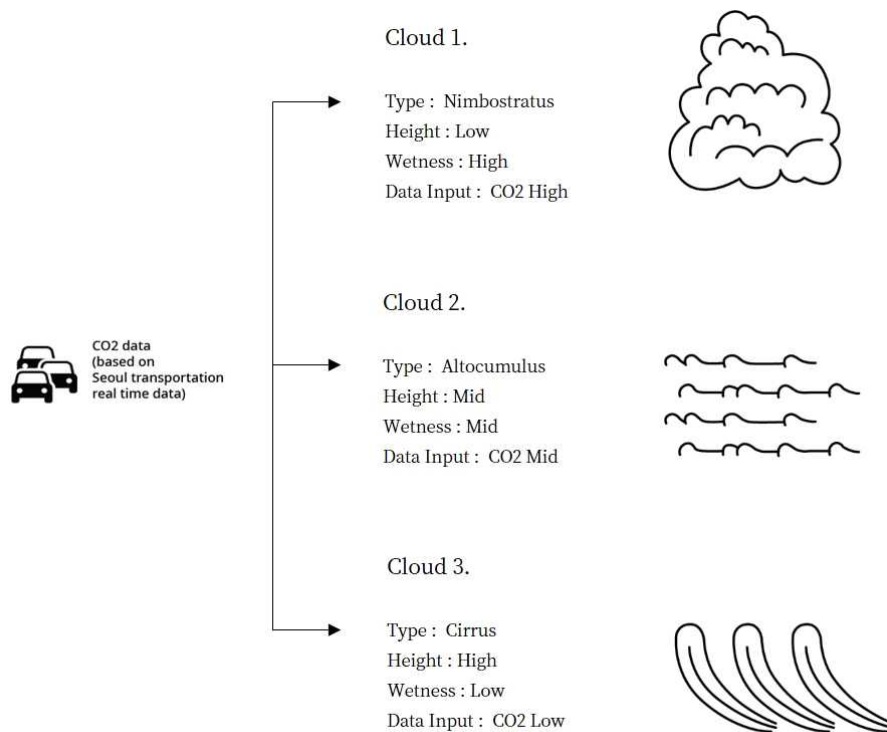 Cloud 1.
Type : Nimbostratus
Height : Low
Wetness : High
Data Input : CO2 High
CO2 data
(based on
Seoul transportation
real time data)
Cloud 2.
Type : Altocumulus
Height : Mid
Wetness : Mid
Data Input : CO2 Mid
Cloud 3.
Type : Cirrus
Height : High
Wetness : Low
Data Input : CO2 Low